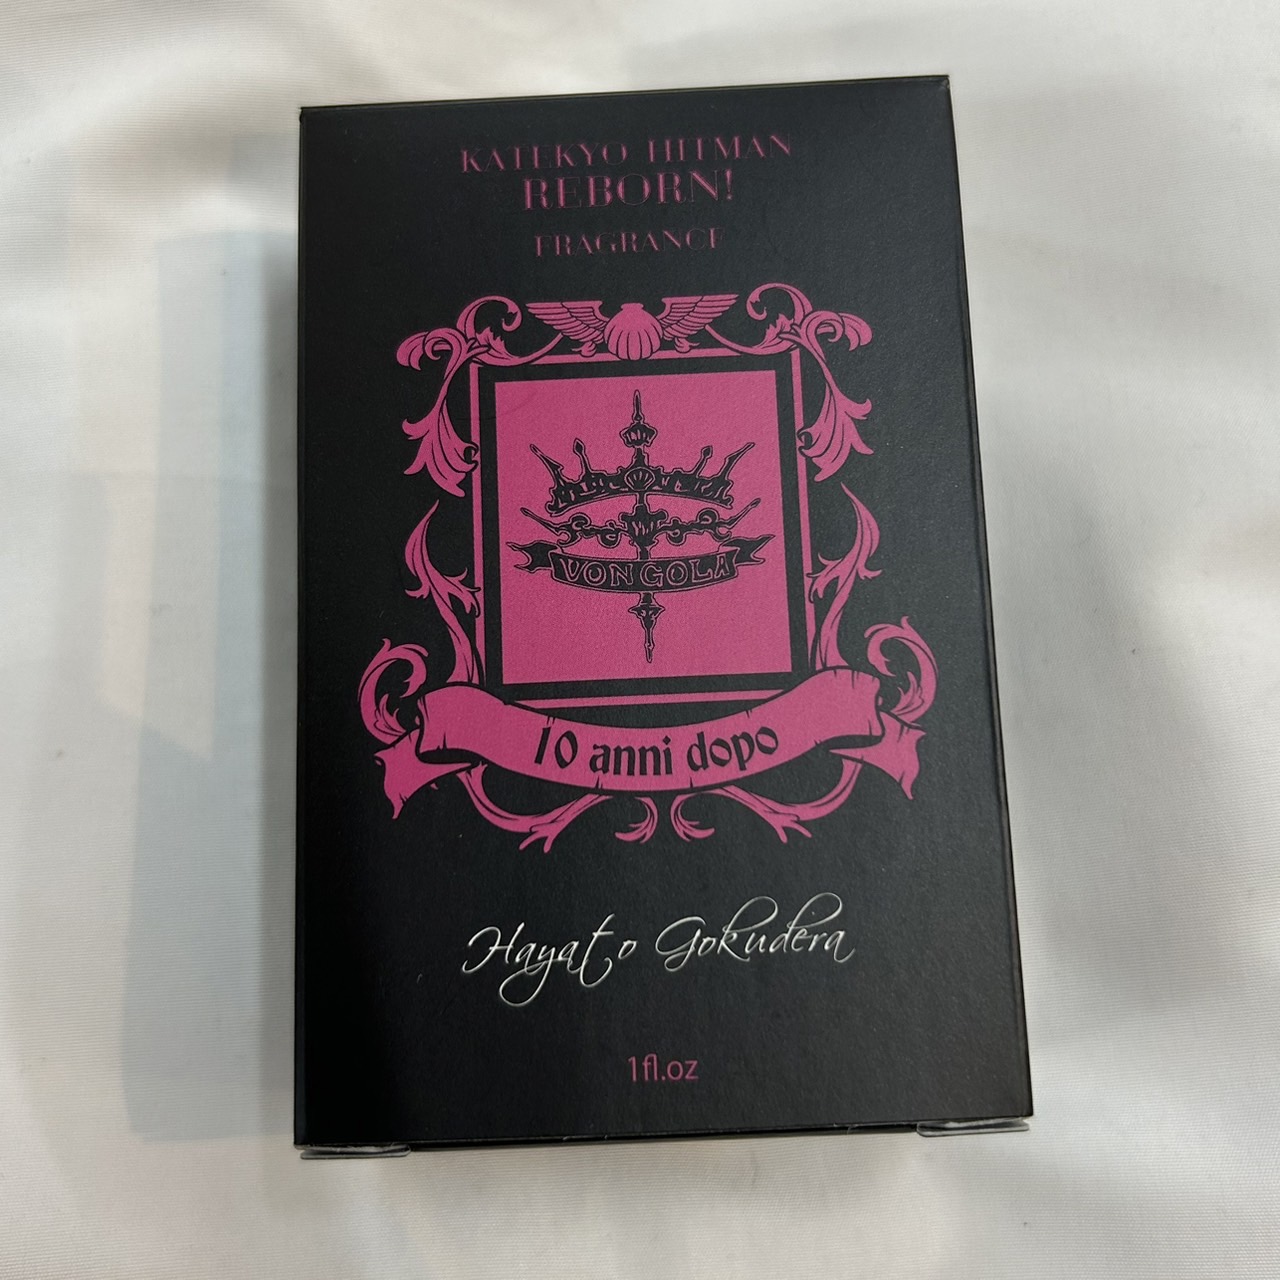 KATEKYO HITMAN
REBORN!
FRAGRANCE
VONGOLA
10 anni dopo
Hayato Gokudera
1fl.oz